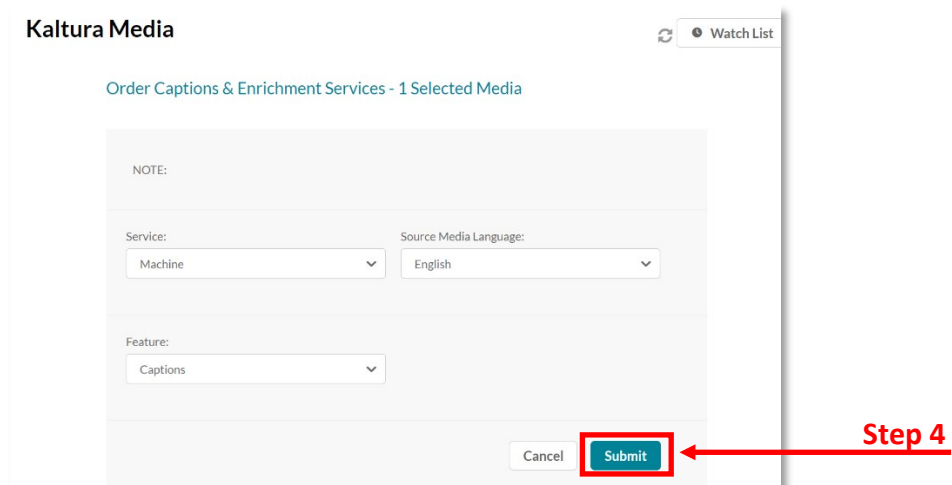 Kaltura Media
Watch List
Order Captions & Enrichment Services - 1 Selected Media
NOTE:
Service:
Source Media Language:
Machine
English
Feature:
Captions
Cancel
Submit
Step 4